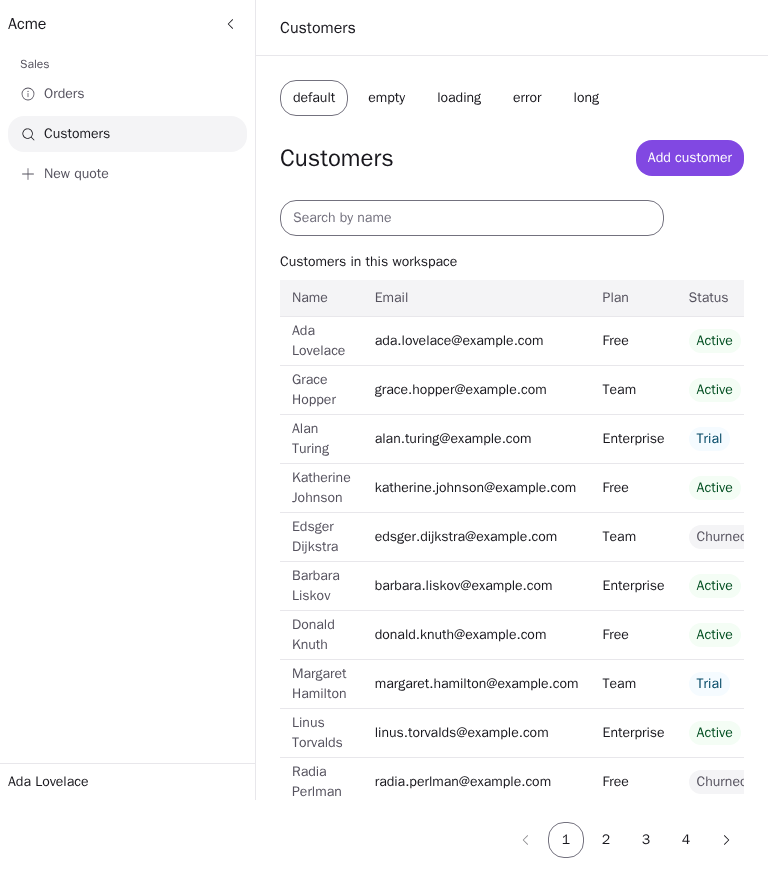 Acme
Sales
Orders
Customers
New quote
Ada Lovelace
Customers
default empty loading error long
Customers
Add customer
Search by name
Customers in this workspace
Name Email Plan Status
Ada Lovelace ada.lovelace@example.com Free Active
Grace Hopper grace.hopper@example.com Team Active
Alan Turing alan.turing@example.com Enterprise Trial
Katherine Johnson katherine.johnson@example.com Free Active
Edsger Dijkstra edsger.dijkstra@example.com Team Churned
Barbara Liskov barbara.liskov@example.com Enterprise Active
Donald Knuth donald.knuth@example.com Free Active
Margaret Hamilton margaret.hamilton@example.com Team Trial
Linus Torvalds linus.torvalds@example.com Enterprise Active
Radia Perlman radia.perlman@example.com Free Churned
1 2 3 4